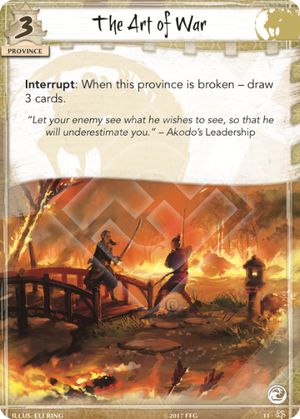 3
The Art of War
PROVINCE
Interrupt: When this province is broken – draw
3 cards.
“Let your enemy see what he wishes to see, so that he
will underestimate you.” – Akodo’s Leadership
ILLUS. ELI RING
© 2017 FFG
11